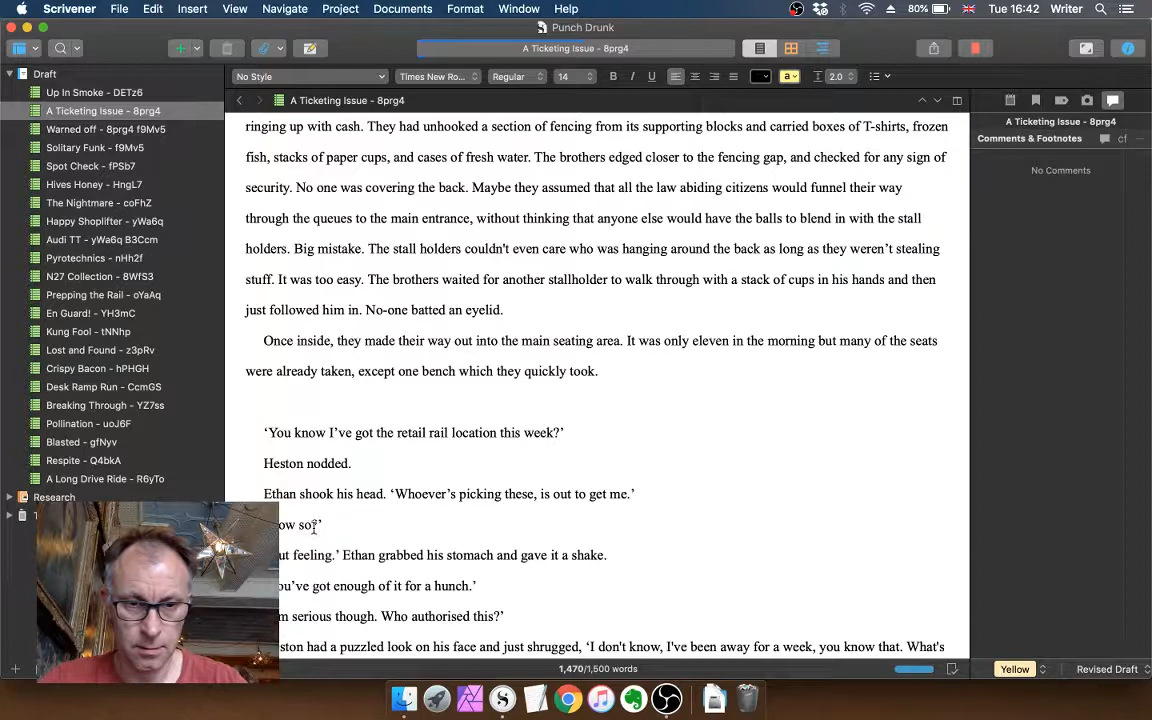 Scrivener File Edit Insert View Navigate Project Documents Format Window Help 80% Tue 16:42 Writer
Punch Drunk
A Ticketing Issue - 8prg4
No Style Times New Ro... Regular 14 B I U a 2.0
A Ticketing Issue - 8prg4
Draft
Up In Smoke - DETz6
A Ticketing Issue - 8prg4
Warned off - 8prg4 f9Mv5
Solitary Funk - f9Mv5
Spot Check - fPSb7
Hives Honey - HngL7
The Nightmare - coFhZ
Happy Shoplifter - yWa6q
Audi TT - yWa6q B3Ccm
Pyrotechnics - nHh2f
N27 Collection - 8WfS3
Prepping the Rail - oYaAq
En Guard! - YH3mC
Kung Fool - tNNhp
Lost and Found - z3pRv
Crispy Bacon - hPHGH
Desk Ramp Run - CcmGS
Breaking Through - YZ7ss
Pollination - uoJ6F
Blasted - gfNyv
Respite - Q4bkA
A Long Drive Ride - R6yTo
Research
T
ringing up with cash. They had unhooked a section of fencing from its supporting blocks and carried boxes of T-shirts, frozen
fish, stacks of paper cups, and cases of fresh water. The brothers edged closer to the fencing gap, and checked for any sign of
security. No one was covering the back. Maybe they assumed that all the law abiding citizens would funnel their way
through the queues to the main entrance, without thinking that anyone else would have the balls to blend in with the stall
holders. Big mistake. The stall holders couldn't even care who was hanging around the back as long as they weren’t stealing
stuff. It was too easy. The brothers waited for another stallholder to walk through with a stack of cups in his hands and then
just followed him in. No-one batted an eyelid.
Once inside, they made their way out into the main seating area. It was only eleven in the morning but many of the seats
were already taken, except one bench which they quickly took.
‘You know I’ve got the retail rail location this week?’
Heston nodded.
Ethan shook his head. ‘Whoever’s picking these, is out to get me.’
ow so?’
ut feeling.’ Ethan grabbed his stomach and gave it a shake.
ou’ve got enough of it for a hunch.’
m serious though. Who authorised this?’
ston had a puzzled look on his face and just shrugged, ‘I don't know, I've been away for a week, you know that. What's
1,470/1,500 words
A Ticketing Issue - 8prg4
Comments & Footnotes cf
No Comments
Yellow Revised Draft